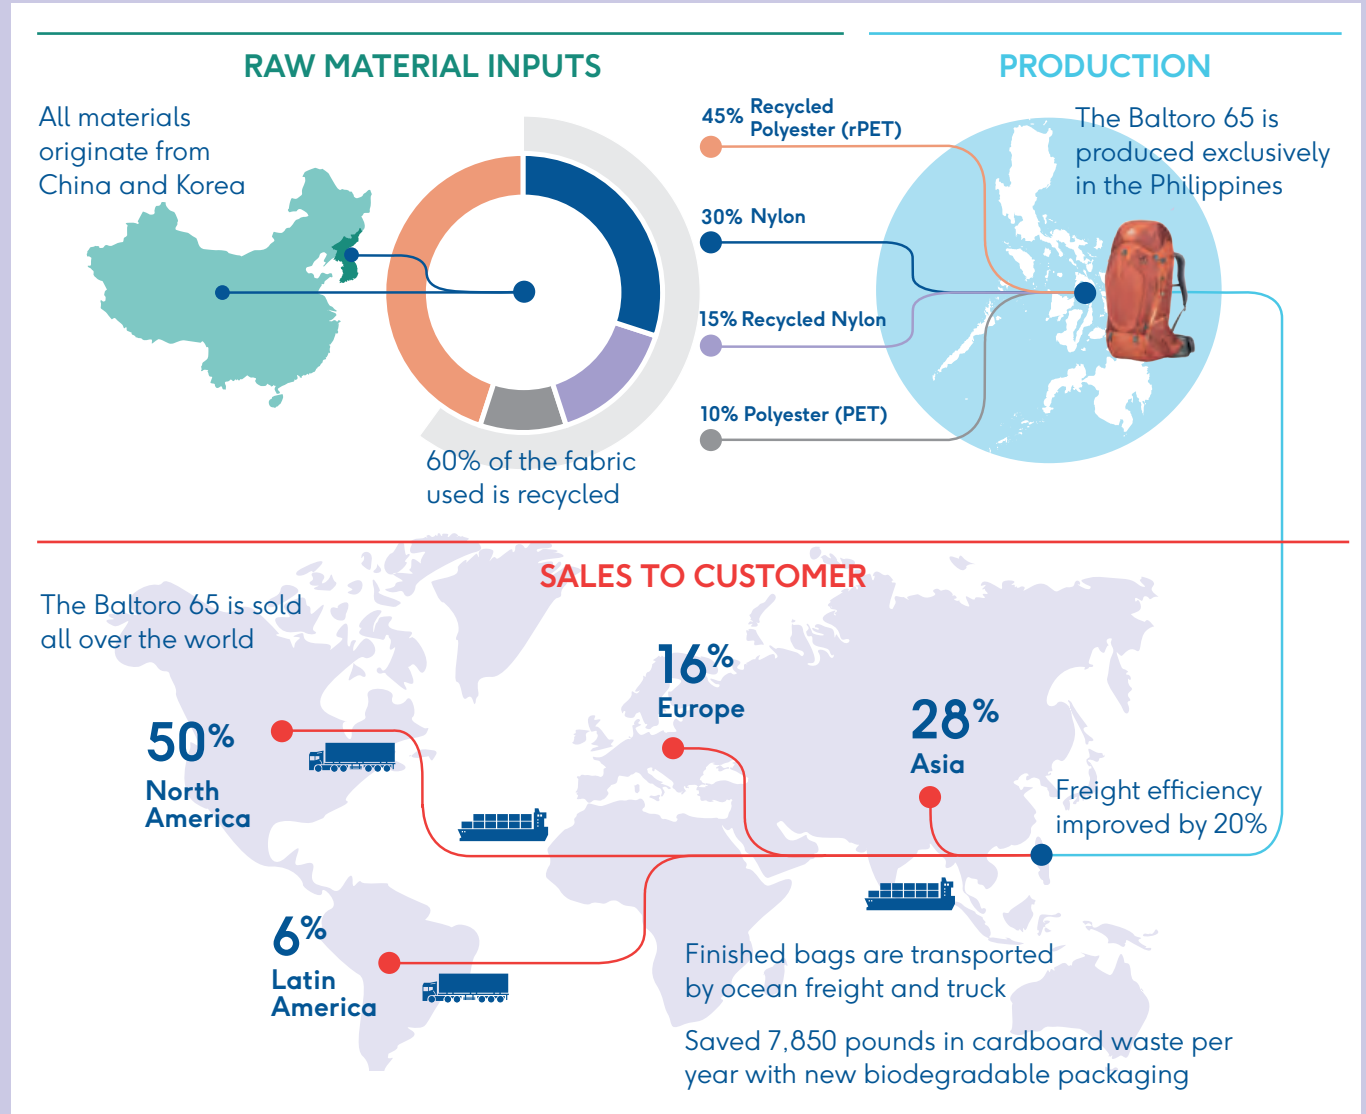 RAW MATERIAL INPUTS
All materials
originate from
China and Korea
60% of the fabric
used is recycled
45% Recycled
Polyester (rPET)
30% Nylon
15% Recycled Nylon
10% Polyester (PET)
PRODUCTION
The Baltoro 65 is
produced exclusively
in the Philippines
SALES TO CUSTOMER
The Baltoro 65 is sold
all over the world
50%
North
America
16%
Europe
28%
Asia
Freight efficiency
improved by 20%
6%
Latin
America
Finished bags are transported
by ocean freight and truck
Saved 7,850 pounds in cardboard waste per
year with new biodegradable packaging